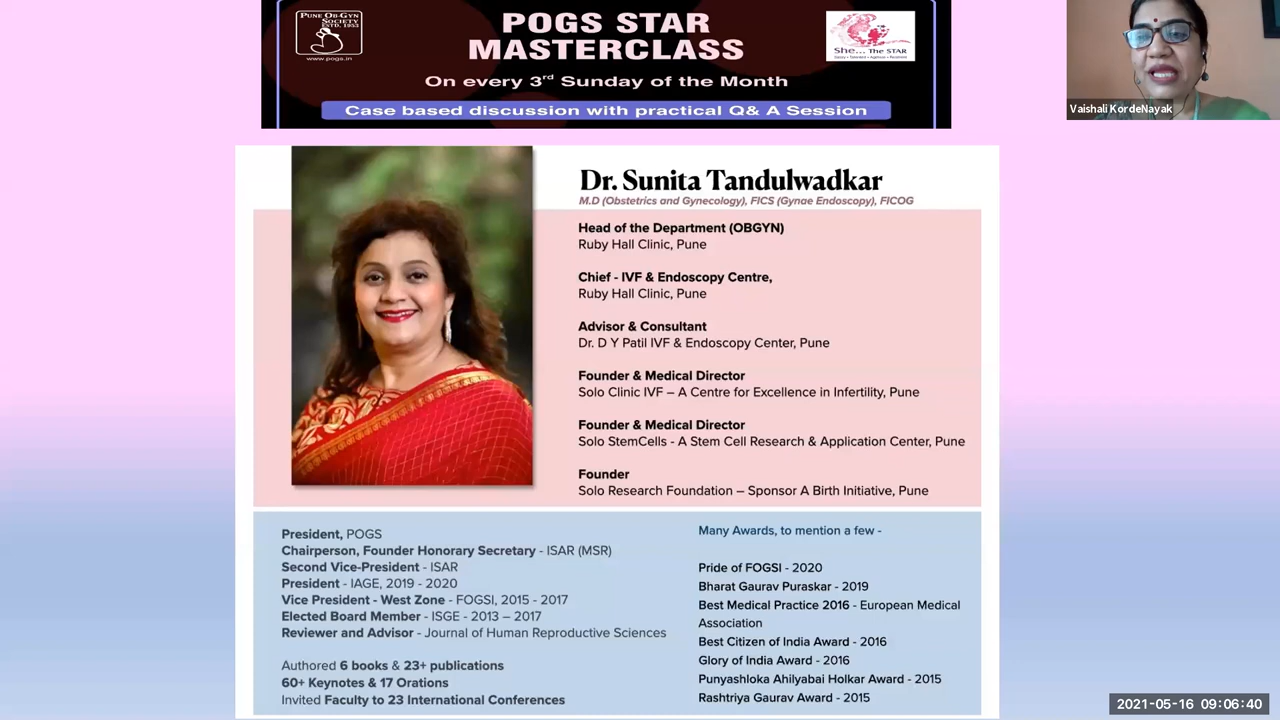 PUNE OB-GYN
SOCIETY
ESTD. 1953
www.pogs.in
POGS STAR
MASTERCLASS
She... The STAR
On every 3rd Sunday of the Month
Case based discussion with practical Q& A Session
Vaishali KordeNayak
Dr. Sunita Tandulwadkar
M.D (Obstetrics and Gynecology), FICS (Gynae Endoscopy), FICOG
Head of the Department (OBGYN)
Ruby Hall Clinic, Pune
Chief - IVF & Endoscopy Centre,
Ruby Hall Clinic, Pune
Advisor & Consultant
Dr. D Y Patil IVF & Endoscopy Center, Pune
Founder & Medical Director
Solo Clinic IVF – A Centre for Excellence in Infertility, Pune
Founder & Medical Director
Solo StemCells - A Stem Cell Research & Application Center, Pune
Founder
Solo Research Foundation – Sponsor A Birth Initiative, Pune
President, POGS
Chairperson, Founder Honorary Secretary - ISAR (MSR)
Second Vice-President - ISAR
President - IAGE, 2019 - 2020
Vice President - West Zone - FOGSI, 2015 - 2017
Elected Board Member - ISGE - 2013 – 2017
Reviewer and Advisor - Journal of Human Reproductive Sciences
Authored 6 books & 23+ publications
60+ Keynotes & 17 Orations
Invited Faculty to 23 International Conferences
Many Awards, to mention a few -
Pride of FOGSI - 2020
Bharat Gaurav Puraskar - 2019
Best Medical Practice 2016 - European Medical
Association
Best Citizen of India Award - 2016
Glory of India Award - 2016
Punyashloka Ahilyabai Holkar Award - 2015
Rashtriya Gaurav Award - 2015
2021-05-16 09:06:40